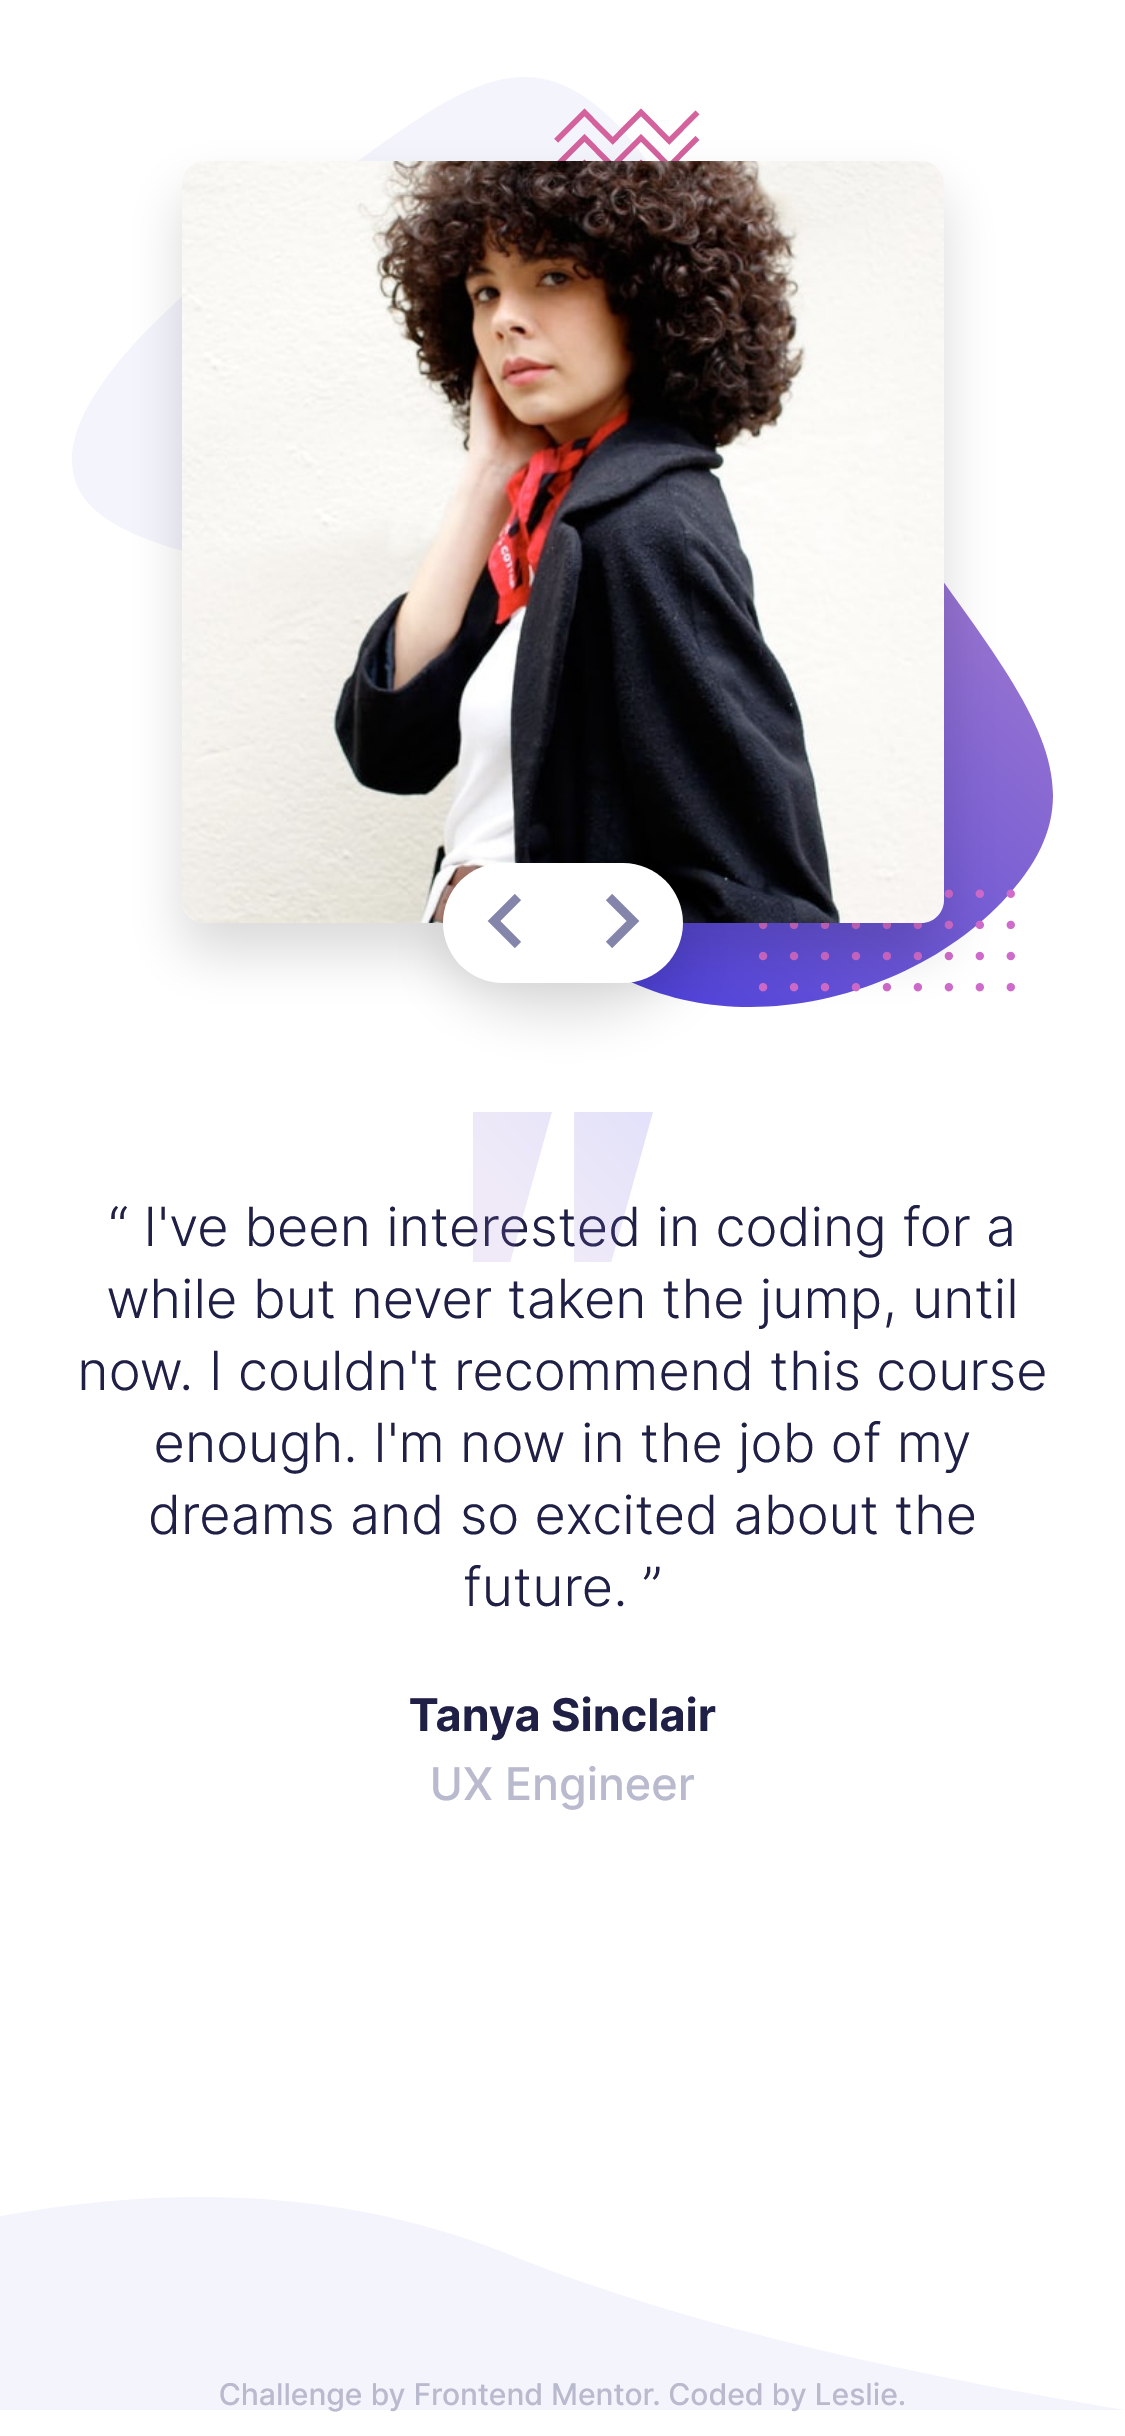 “ I've been interested in coding for a
while but never taken the jump, until
now. I couldn't recommend this course
enough. I'm now in the job of my
dreams and so excited about the
future. ”
Tanya Sinclair
UX Engineer
Challenge by Frontend Mentor. Coded by Leslie.